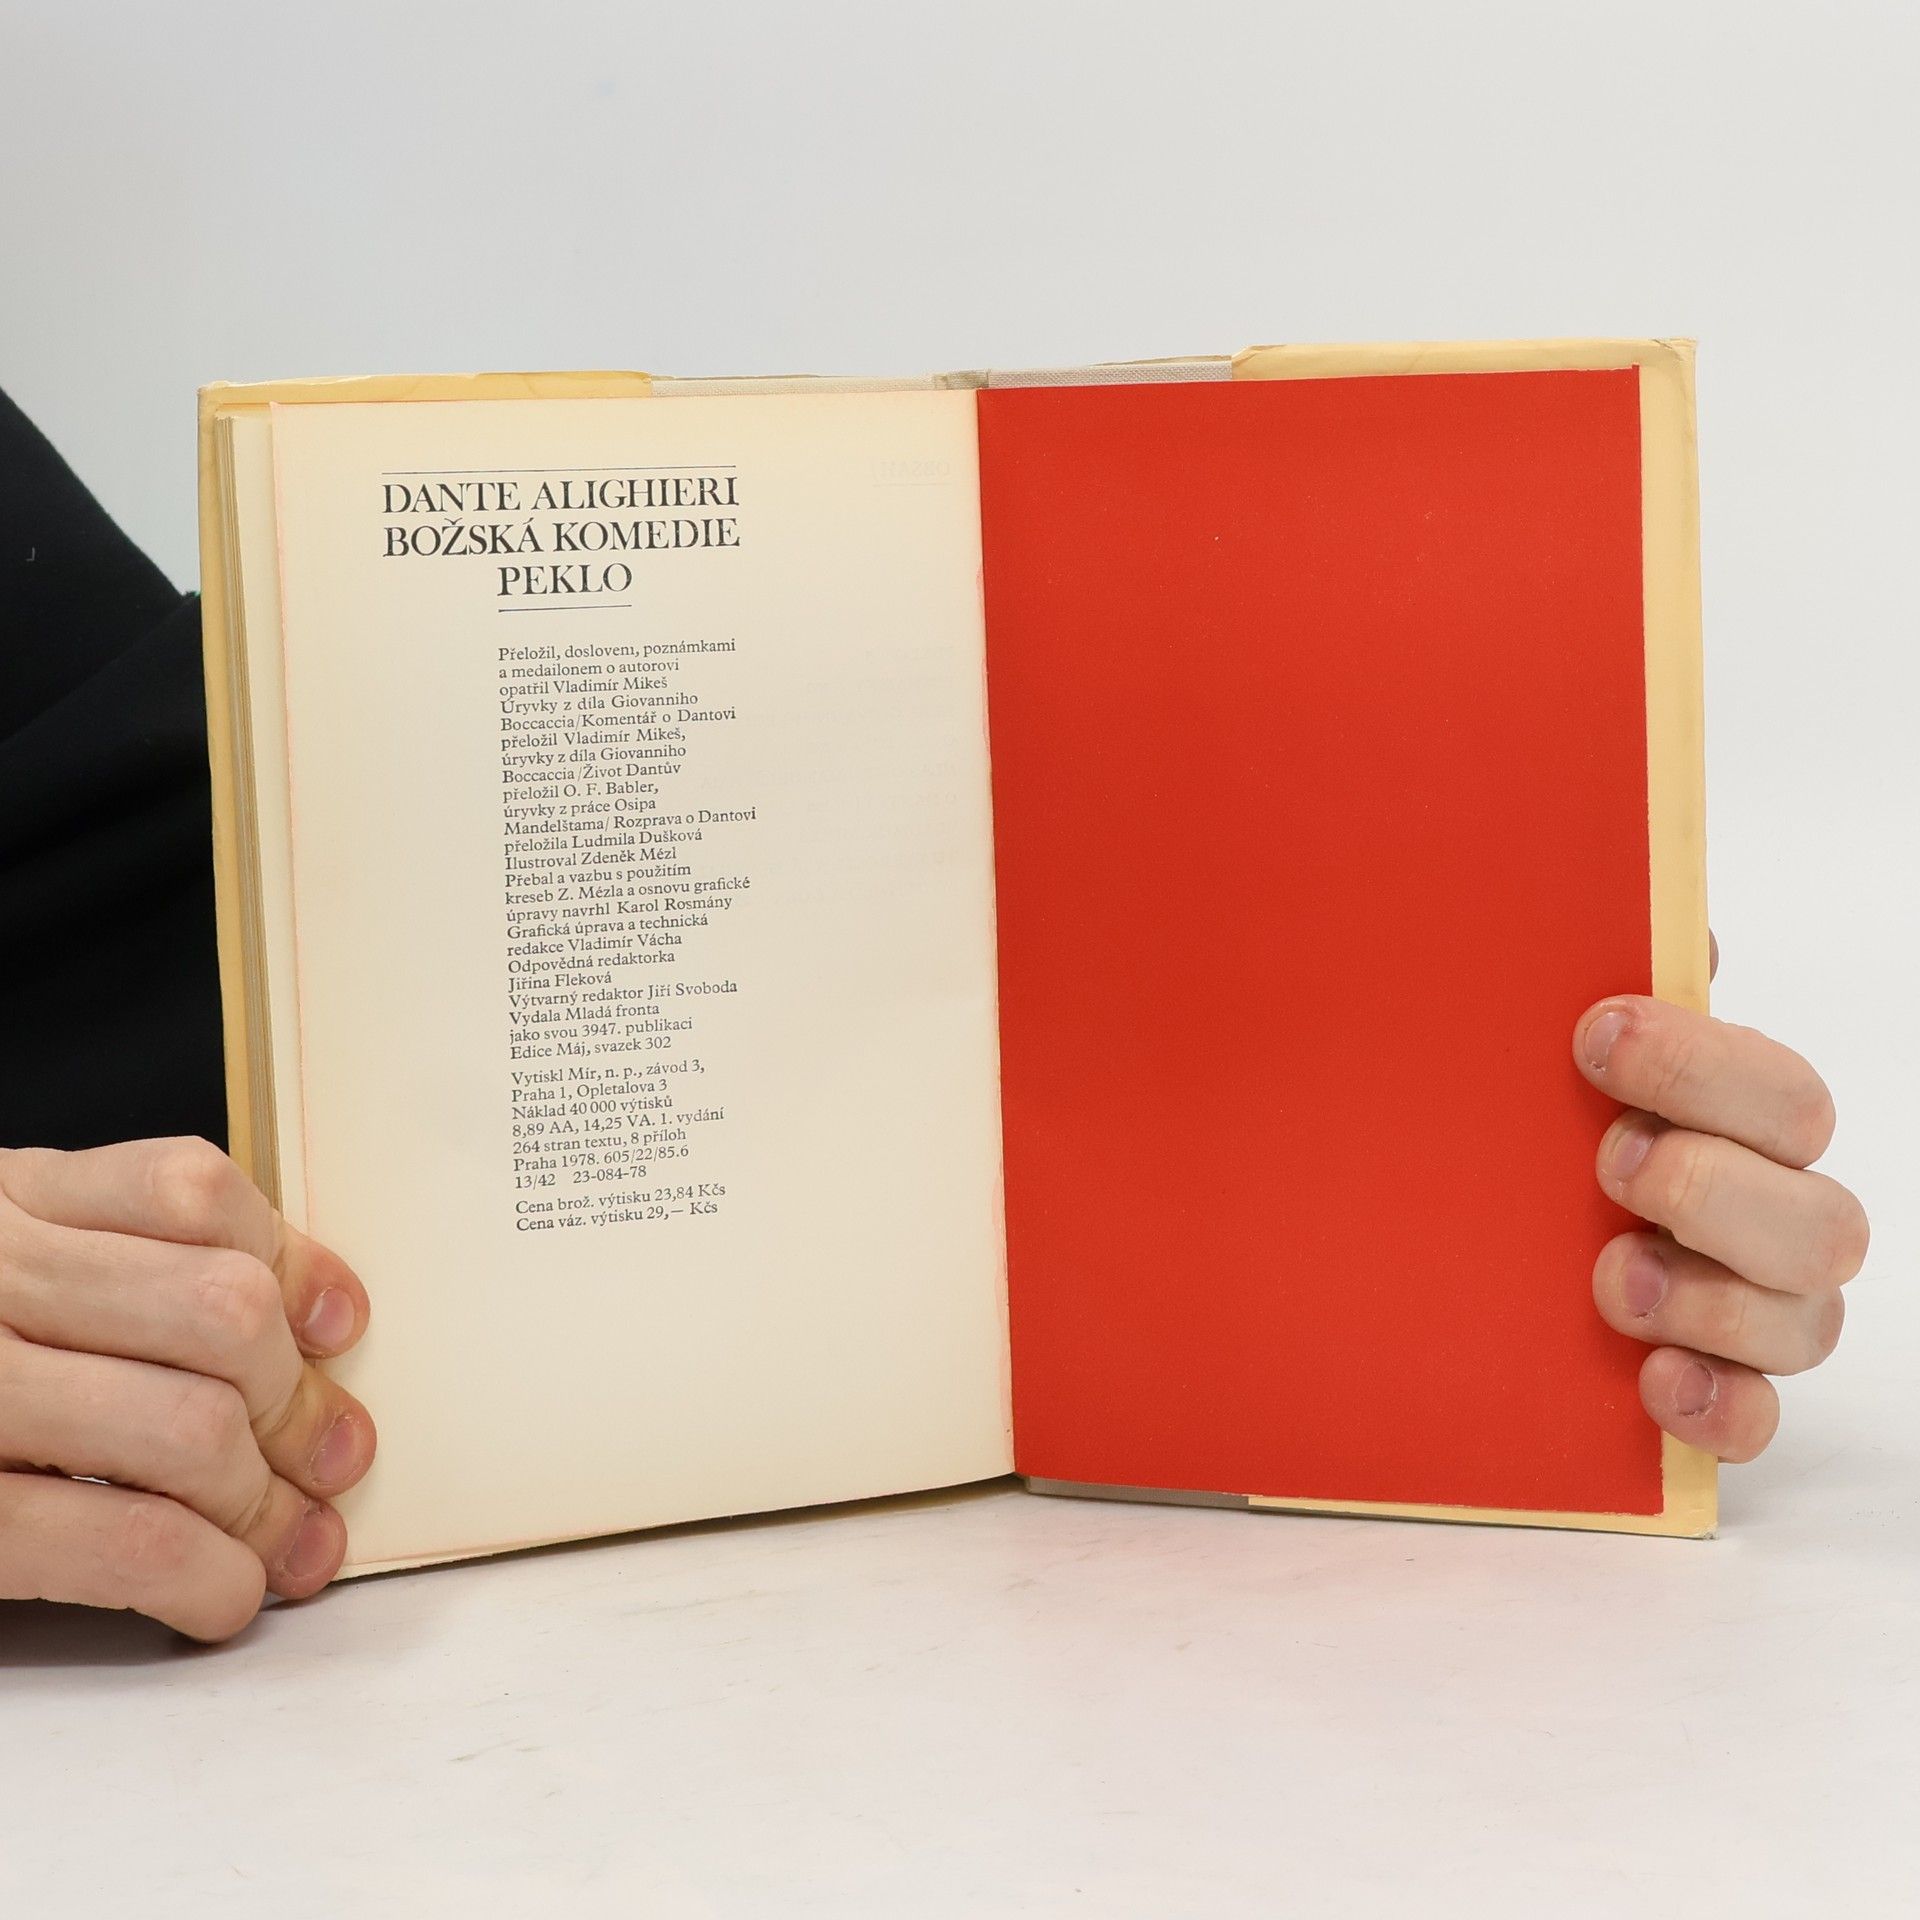 DANTE ALIGHIERI
BOŽSKÁ KOMEDIE
PEKLO
Přeložil, doslovem, poznámkami
a medailonem o autorovi
opatřil Vladimír Mikeš
Úryvky z díla Giovanniho
Boccaccia/Komentář o Dantovi
přeložil Vladimír Mikeš,
úryvky z díla Giovanniho
Boccaccia/Život Dantův
přeložil O. F. Babler,
úryvky z práce Osipa
Mandelštama/ Rozprava o Dantovi
přeložila Ludmila Dušková
Ilustroval Zdeněk Mézl
Přebal a vazbu s použitím
kreseb Z. Mézla a osnovu grafické
úpravy navrhl Karol Rosmány
Grafická úprava a technická
redakce Vladimír Vácha
Odpovědná redaktorka
Jiřina Fleková
Výtvarný redaktor Jiří Svoboda
Vydala Mladá fronta
jako svou 3947. publikaci
Edice Máj, svazek 302
Vytiskl Mír, n. p., závod 3,
Praha 1, Opletalova 3
Náklad 40 000 výtisků
8,89 AA, 14,25 VA. 1. vydání
264 stran textu, 8 příloh
Praha 1978. 605/22/85.6
13/42 23-084-78
Cena brož. výtisku 23,84 Kčs
Cena váz. výtisku 29,— Kčs